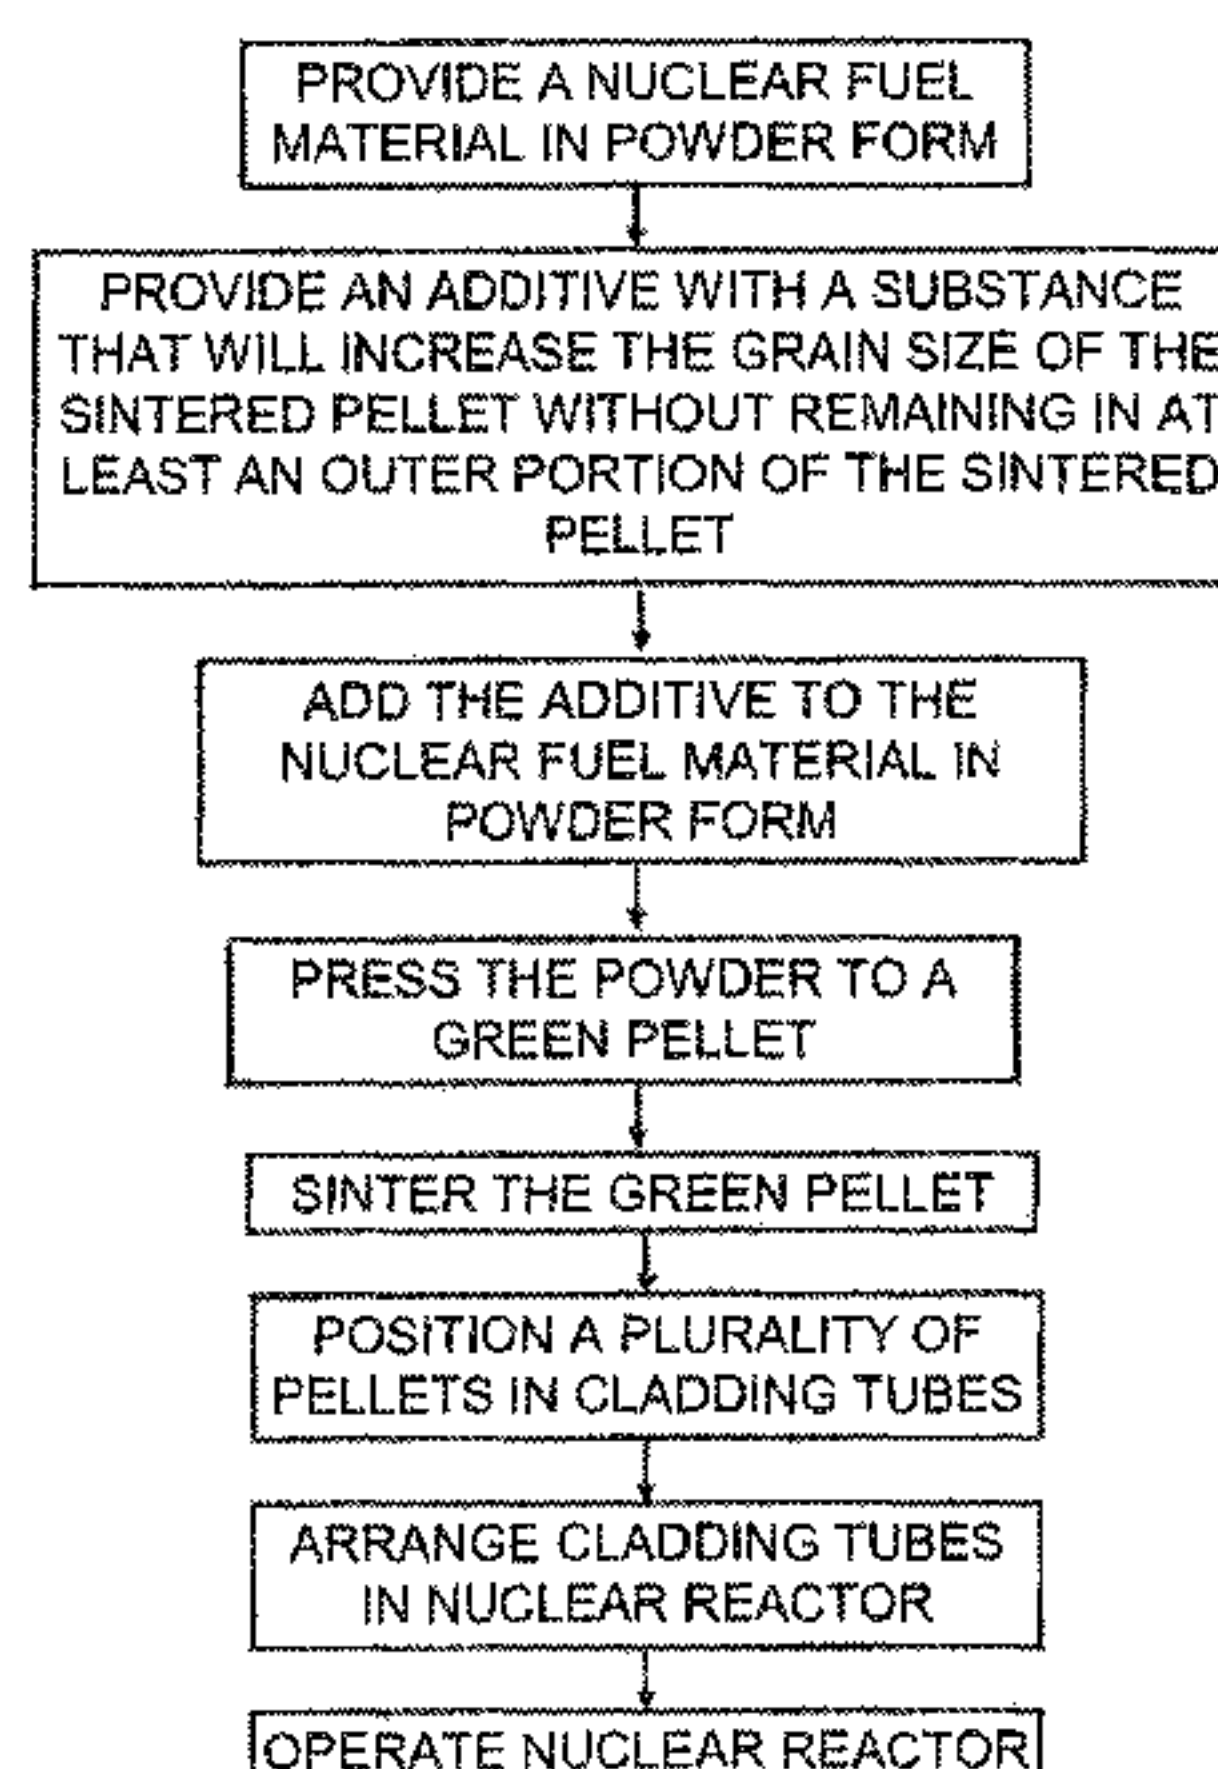 PROVIDE A NUCLEAR FUEL
MATERIAL IN POWDER FORM
PROVIDE AN ADDITIVE WITH A SUBSTANCE
THAT WILL INCREASE THE GRAIN SIZE OF THE
SINTERED PELLET WITHOUT REMAINING IN AT
LEAST AN OUTER PORTION OF THE SINTERED
PELLET
ADD THE ADDITIVE TO THE
NUCLEAR FUEL MATERIAL IN
POWDER FORM
PRESS THE POWDER TO A
GREEN PELLET
SINTER THE GREEN PELLET
POSITION A PLURALITY OF
PELLETS IN CLADDING TUBES
ARRANGE CLADDING TUBES
IN NUCLEAR REACTOR
OPERATE NUCLEAR REACTOR